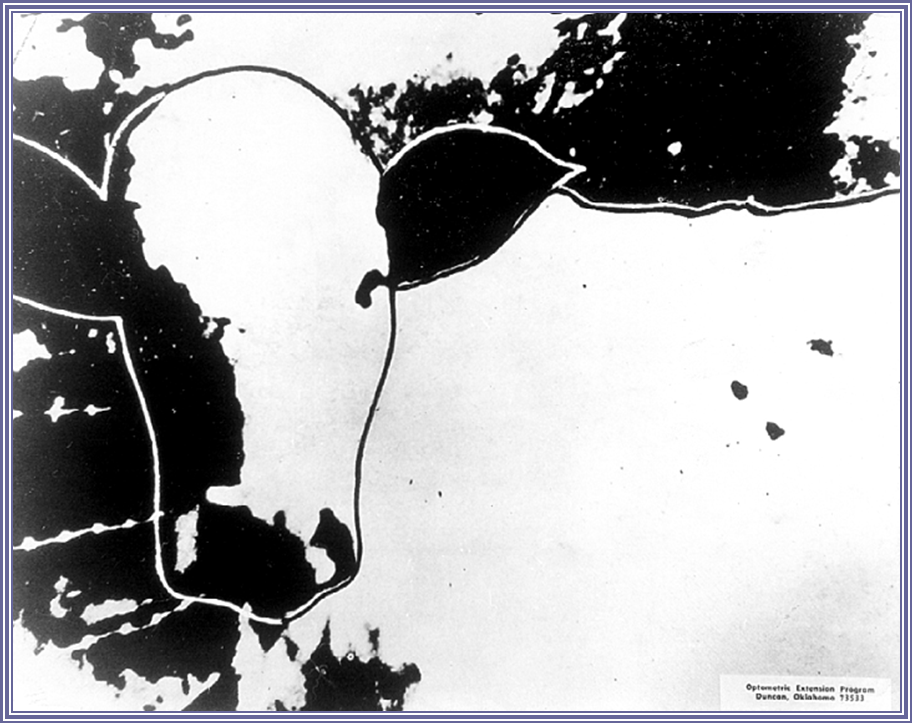 Optometric Extension Program
Duncan, Oklahoma 73533